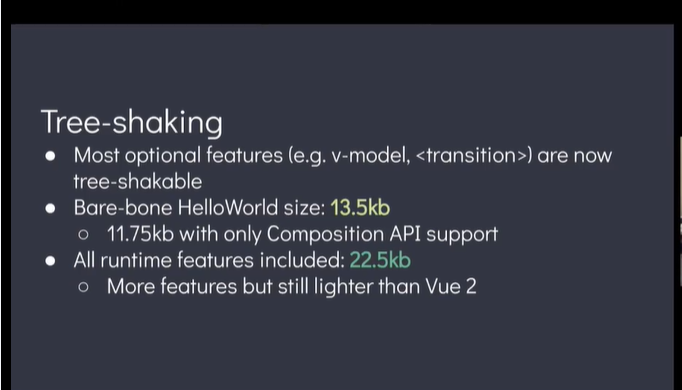 Tree-shaking
● Most optional features (e.g. v-model, <transition>) are now
tree-shakable
● Bare-bone HelloWorld size: 13.5kb
○ 11.75kb with only Composition API support
● All runtime features included: 22.5kb
○ More features but still lighter than Vue 2